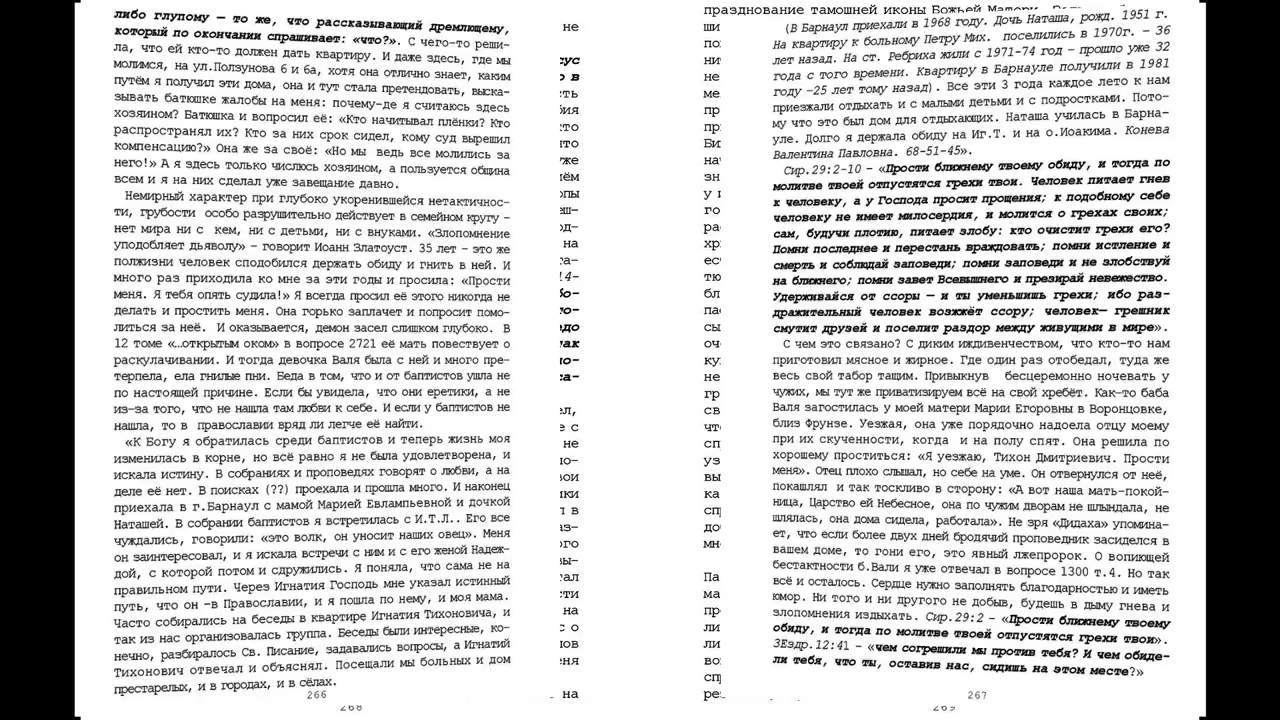 либо глупому — то же, что рассказывающий дремлющему,
который по окончании спрашивает: «что?». С чего-то реши-
ла, что ей кто-то должен дать квартиру. И даже здесь, где мы
молимся, на ул.Ползунова 6 и 6а, хотя она отлично знает, каким
путём я получил эти дома, она и тут стала претендовать, выска-
зывать батюшке жалобы на меня: почему-де я считаюсь здесь
хозяином? Батюшка и вопросил её: «Кто начитывал плёнки? Кто
распространял их? Кто за них срок сидел, кому суд вырешил
компенсацию?» Она же за своё: «Но мы ведь все молились за
него!» А я здесь только числюсь хозяином, а пользуется община
всем и я на них сделал уже завещание давно.
Немирный характер при глубоко укоренившейся нетактичнос-
ти, грубости особо разрушительно действует в семейном кругу –
нет мира ни с кем, ни с детьми, ни с внуками. «Злопомнение
уподобляет дьяволу» – говорит Иоанн Златоуст. 35 лет – это же
полжизни человек сподобился держать обиду и гнить в ней. И
много раз приходила ко мне за эти годы и просила: «Прости
меня. Я тебя опять судила!» Я всегда просил её этого никогда не
делать и простить меня. Она горько заплачет и попросит помо-
литься за неё. И оказывается, демон засел слишком глубоко. В
12 томе «…открытым оком» в вопросе 2721 её мать повествует о
раскулачивании. И тогда девочка Валя была с ней и много пре-
терпела, ела гнилые пни. Беда в том, что и от баптистов ушла не
по настоящей причине. Если бы увидела, что они еретики, а не
из-за того, что не нашла там любви к себе. И если у баптистов не
нашла, то в православии вряд ли легче её найти.
«К Богу я обратилась среди баптистов и теперь жизнь моя
изменилась в корне, но всё равно я не была удовлетворена, и
искала истину. В собраниях и проповедях говорят о любви, а на
деле её нет. В поисках (??) проехала и прошла много. И наконец
приехала в г.Барнаул с мамой Марией Евлампьевной и дочкой
Наташей. В собрании баптистов я встретилась с И.Т.Л.. Его все
чуждались, говорили: «это волк, он уносит наших овец». Меня
он заинтересовал, и я искала встречи с ним и с его женой Надеж-
дой, с которой потом и сдружились. Я поняла, что сама не на
правильном пути. Через Игнатия Господь мне указал истинный
путь, что он –в Православии, и я пошла по нему, и моя мама.
Часто собирались на беседы в квартире Игнатия Тихоновича, и
так из нас организовалась группа. Беседы были интересные, ко-
нечно, разбиралось Св. Писание, задавались вопросы, а Игнатий
Тихонович отвечал и объяснял. Посещали мы больных и дом
престарелых, и в городах, и в сёлах.
266
268
празднование тамошней иконы Божьей Матери.
(В Барнаул приехали в 1968 году. Дочь Наташа, рожд. 1951 г.
На квартиру к больному Петру Мих. поселились в 1970г. – 36
лет назад. На ст. Ребриха жили с 1971-74 год – прошло уже 32
года с того времени. Квартиру в Барнауле получили в 1981
году –25 лет тому назад). Все эти 3 года каждое лето к нам
приезжали отдыхать и с малыми детьми и с подростками. Пото-
му что это был дом для отдыхающих. Наташа училась в Барна-
уле. Долго я держала обиду на Иг.Т. и на о.Иоакима. Конева
Валентина Павловна. 68-51-45».
Сир.29:2-10 – «Прости ближнему твоему обиду, и тогда по
молитве твоей отпустятся грехи твои. Человек питает гнев
к человеку, а у Господа просит прощения; к подобному себе
человеку не имеет милосердия, и молится о грехах своих;
сам, будучи плотию, питает злобу: кто очистит грехи его?
Помни последнее и перестань враждовать; помни истление и
смерть и соблюдай заповеди; помни заповеди и не злобствуй
на ближнего; помни завет Всевышнего и презирай невежество.
Удерживайся от ссоры — и ты уменьшишь грехи; ибо раз-
дражительный человек возжжёт ссору; человек— грешник
смутит друзей и поселит раздор между живущими в мире».
С чем это связано? С диким иждивенчеством, что кто-то нам
приготовил мясное и жирное. Где один раз отобедал, туда же
весь свой табор тащим. Привыкнув бесцеремонно ночевать у
чужих, мы тут же приватизируем всё на свой хребёт. Как-то баба
Валя загостилась у моей матери Марии Егоровны в Воронцовке,
близ Фрунзе. Уезжая, она уже порядочно надоела отцу моему
при их скученности, когда и на полу спят. Она решила по
хорошему проститься: «Я уезжаю, Тихон Дмитриевич. Прости
меня». Отец плохо слышал, но себе на уме. Он отвернулся от неё,
покашлял и так тоскливо в сторону: «А вот наша мать-покой-
ница, Царство ей Небесное, она по чужим дворам не шлындала, не
шлялась, она дома сидела, работала». Не зря «Дидаха» упомина-
ет, что если более двух дней бродячий проповедник засиделся в
вашем доме, то гони его, это явный лжепророк. О вопиющей
бестактности б.Вали я уже отвечал в вопросе 1300 т.4. Но так
всё и осталось. Сердце нужно заполнять благодарностью и иметь
юмор. Ни того и ни другого не добыв, будешь в дыму гнева и
злопомнения издыхать. Сир.29:2 – «Прости ближнему твоему
обиду, и тогда по молитве твоей отпустятся грехи твои».
3Ездр.12:41 – «чем согрешили мы против тебя? И чем обиде-
ли тебя, что ты, оставив нас, сидишь на этом месте?»
267
269